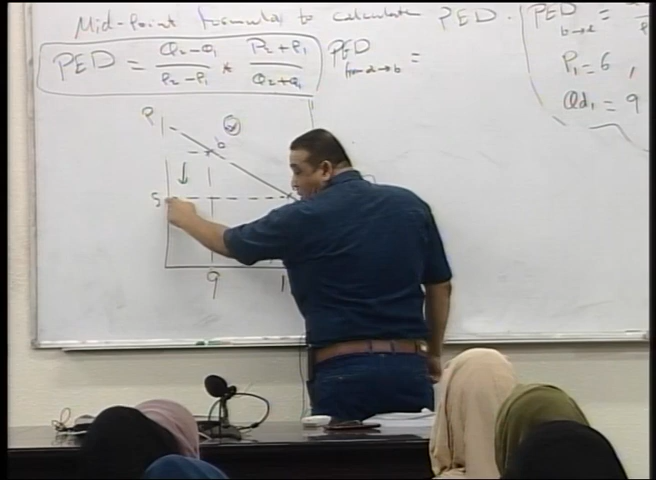 Mid-Point formula to calculate PED.
PED = Q2 - Q1 / P2 - P1 * P2 + P1 / Q2 + Q1
PED from d → b =
PED b → d =
P1 = 6 ,
Qd1 = 9
P
b
5
9
1